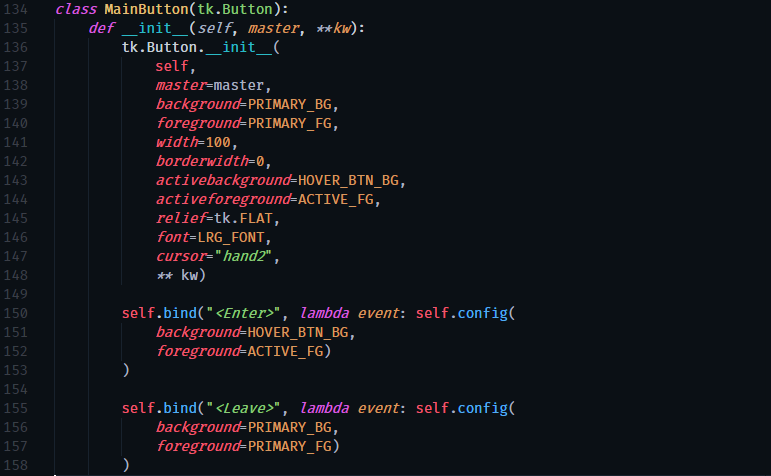 134 class MainButton(tk.Button):
135     def __init__(self, master, **kw):
136         tk.Button.__init__(
137             self,
138             master=master,
139             background=PRIMARY_BG,
140             foreground=PRIMARY_FG,
141             width=100,
142             borderwidth=0,
143             activebackground=HOVER_BTN_BG,
144             activeforeground=ACTIVE_FG,
145             relief=tk.FLAT,
146             font=LRG_FONT,
147             cursor="hand2",
148             ** kw)
149
150         self.bind("<Enter>", lambda event: self.config(
151             background=HOVER_BTN_BG,
152             foreground=ACTIVE_FG)
153         )
154
155         self.bind("<Leave>", lambda event: self.config(
156             background=PRIMARY_BG,
157             foreground=PRIMARY_FG)
158         )